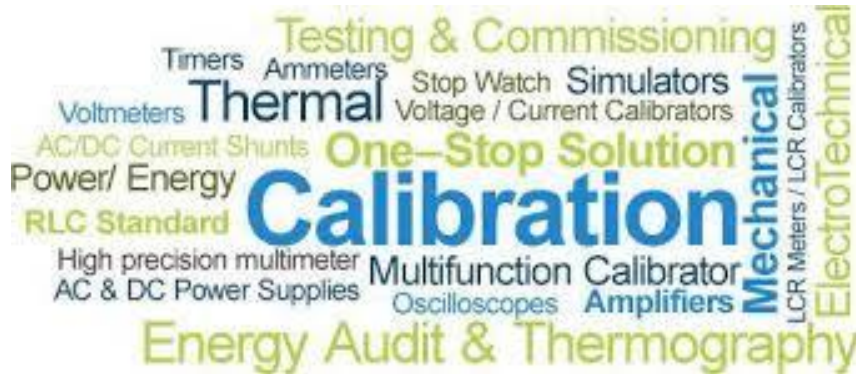 Testing & Commissioning
Timers
Ammeters
Stop Watch
Simulators
Voltmeters
Thermal
Voltage / Current Calibrators
AC/DC Current Shunts
One–Stop Solution
Power/ Energy
Calibration
RLC Standard
High precision multimeter
Multifunction Calibrator
AC & DC Power Supplies
Oscilloscopes
Amplifiers
Energy Audit & Thermography
Mechanical
LCR Meters / LCR Calibrators
ElectroTechnical